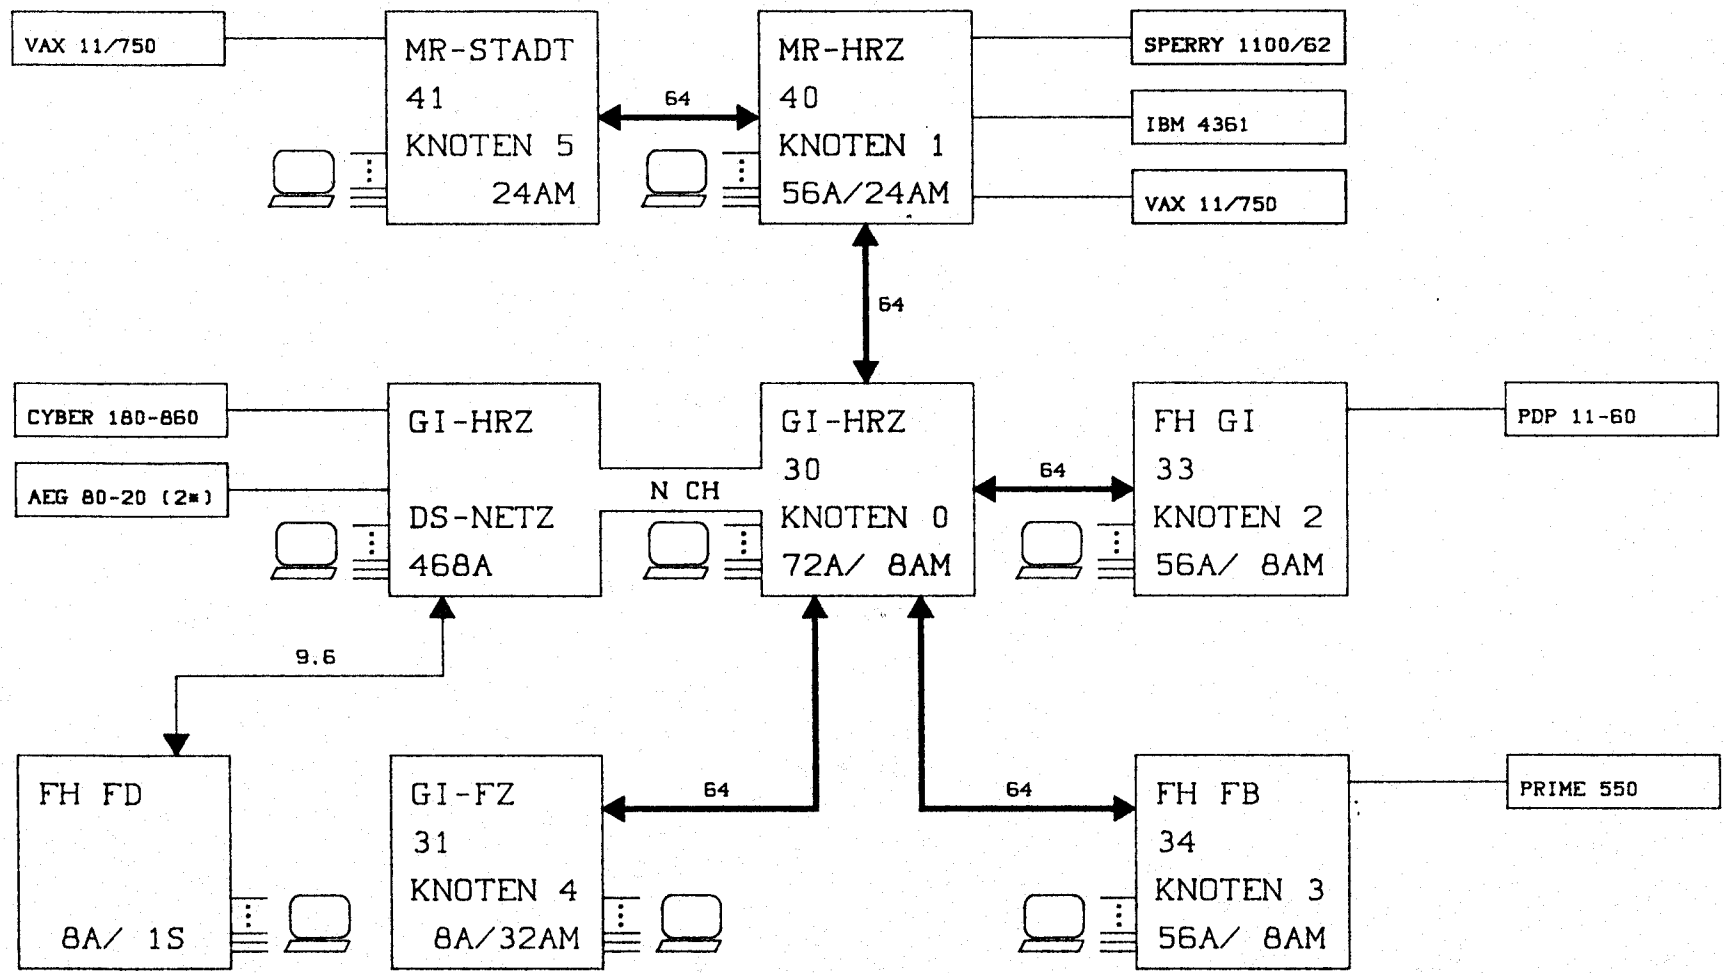 VAX 11/750
MR-STADT
41
KNOTEN 5
24AM
64
MR-HRZ
40
KNOTEN 1
56A/24AM
SPERRY 1100/62
IBM 4361
VAX 11/750
64
CYBER 180-860
AEG 80-20 (2*)
GI-HRZ
DS-NETZ
468A
N CH
GI-HRZ
30
KNOTEN 0
72A/ 8AM
64
FH GI
33
KNOTEN 2
56A/ 8AM
PDP 11-60
9.6
FH FD
8A/ 1S
GI-FZ
31
KNOTEN 4
8A/32AM
64
64
FH FB
34
KNOTEN 3
56A/ 8AM
PRIME 550